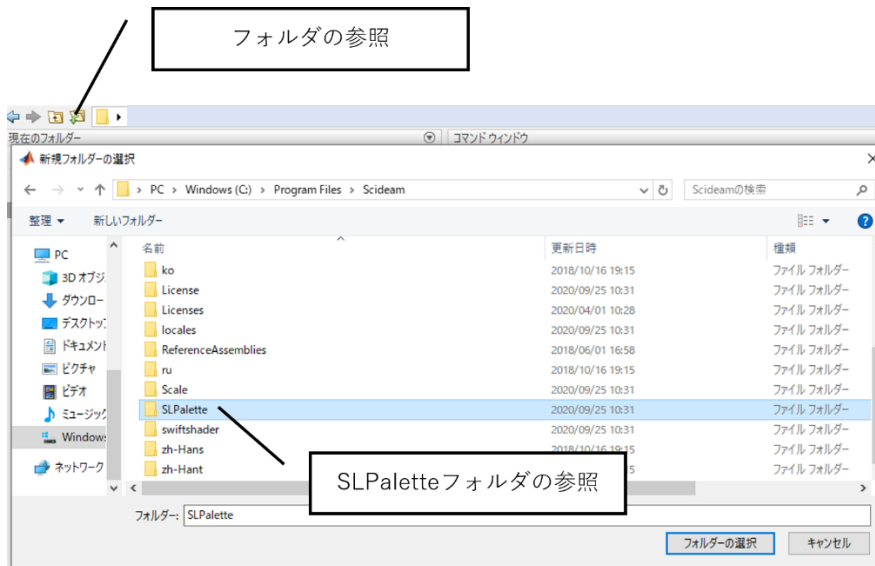 フォルダの参照
現在のフォルダー
コマンド ウィンドウ
新規フォルダーの選択
PC > Windows (C:) > Program Files > Scideam
Scideamの検索
整理 新しいフォルダー
名前 更新日時 種類
PC
3D オブジ
ダウンロー
デスクトップ
ドキュメント
ピクチャ
ビデオ
ミュージック
Windows
ネットワーク
ko 2018/10/16 19:15 ファイル フォルダー
License 2020/09/25 10:31 ファイル フォルダー
Licenses 2020/04/01 10:28 ファイル フォルダー
locales 2020/09/25 10:31 ファイル フォルダー
ReferenceAssemblies 2018/06/01 16:58 ファイル フォルダー
ru 2018/10/16 19:15 ファイル フォルダー
Scale 2020/09/25 10:31 ファイル フォルダー
SLPalette 2020/09/25 10:31 ファイル フォルダー
swiftshader 2020/09/25 10:31 ファイル フォルダー
zh-Hans 2018/10/16 19:15 ファイル フォルダー
zh-Hant ファイル フォルダー
SLPaletteフォルダの参照
フォルダー: SLPalette
フォルダーの選択 キャンセル